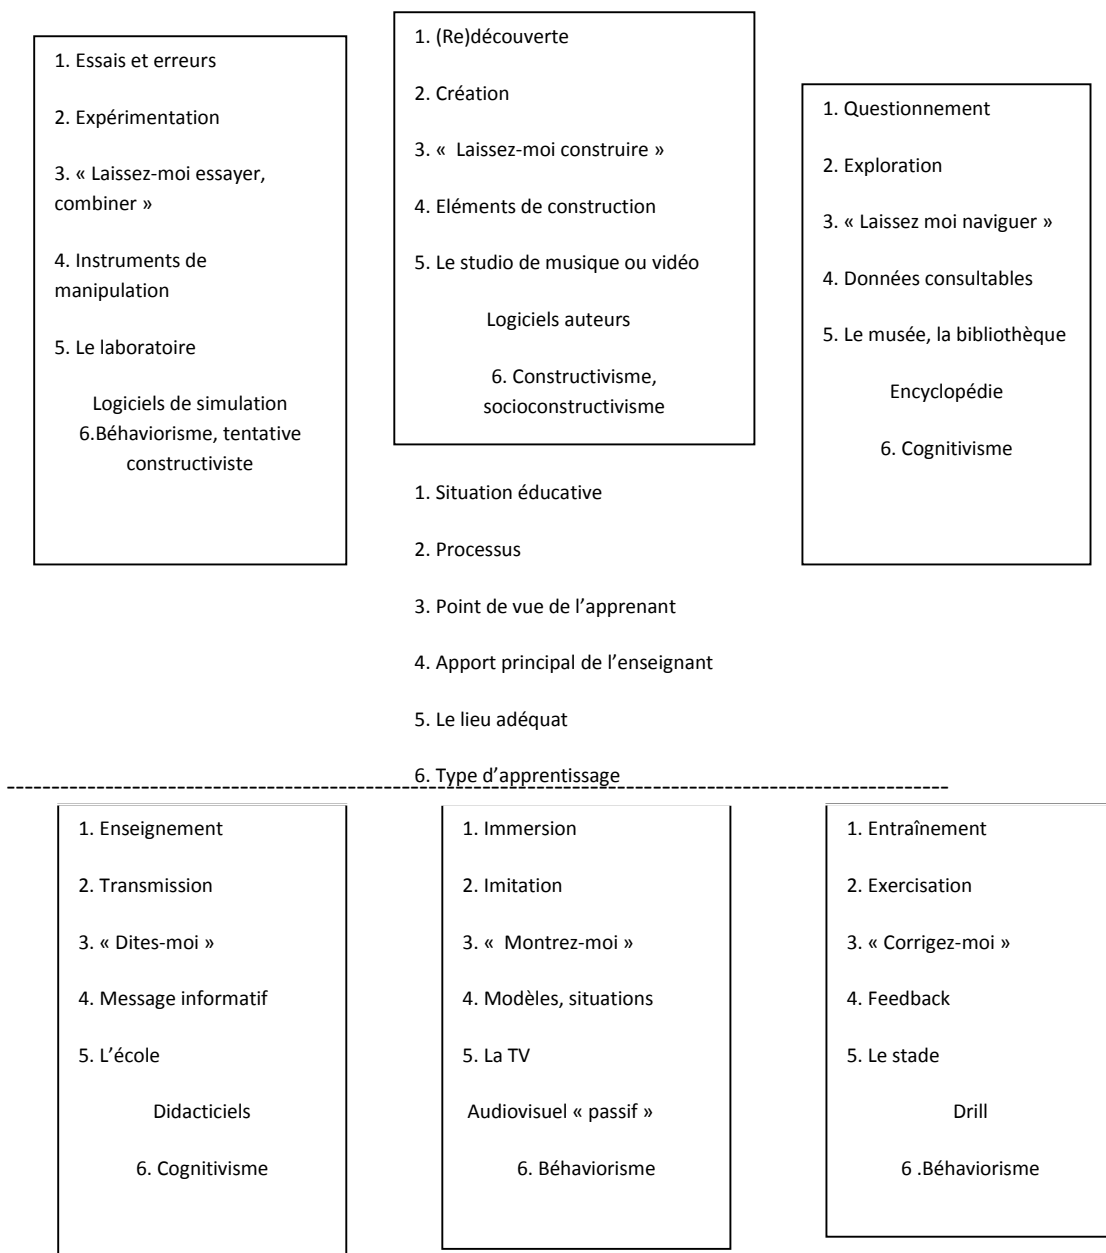 1. Essais et erreurs
2. Expérimentation
3. « Laissez-moi essayer,
combiner »
4. Instruments de
manipulation
5. Le laboratoire
Logiciels de simulation
6.Béhaviorisme, tentative
constructiviste
1. (Re)découverte
2. Création
3. «  Laissez-moi construire »
4. Eléments de construction
5. Le studio de musique ou vidéo
Logiciels auteurs
6. Constructivisme,
socioconstructivisme
1. Questionnement
2. Exploration
3. « Laissez moi naviguer »
4. Données consultables
5. Le musée, la bibliothèque
Encyclopédie
6. Cognitivisme
1. Situation éducative
2. Processus
3. Point de vue de l’apprenant
4. Apport principal de l’enseignant
5. Le lieu adéquat
6. Type d’apprentissage
1. Enseignement
2. Transmission
3. « Dites-moi »
4. Message informatif
5. L’école
Didacticiels
6. Cognitivisme
1. Immersion
2. Imitation
3. «  Montrez-moi »
4. Modèles, situations
5. La TV
Audiovisuel « passif »
6. Béhaviorisme
1. Entraînement
2. Exercisation
3. « Corrigez-moi »
4. Feedback
5. Le stade
Drill
6 .Béhaviorisme